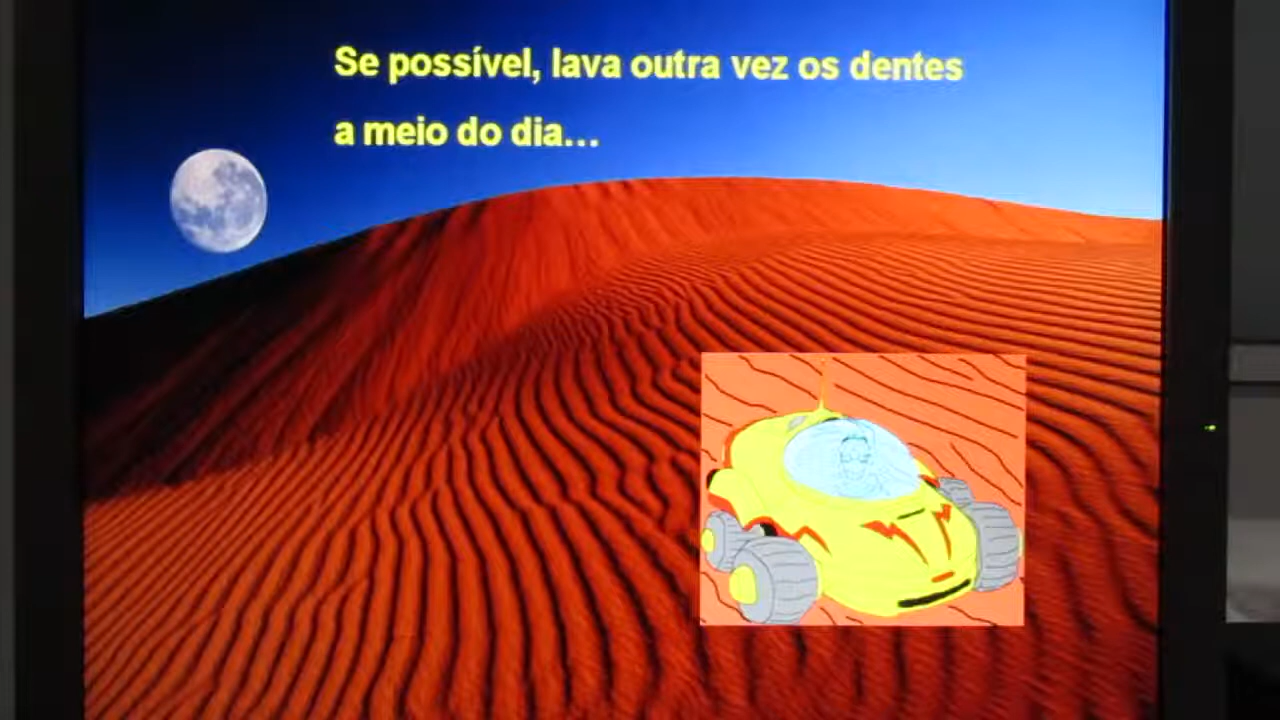 Se possível, lava outra vez os dentes
a meio do dia...